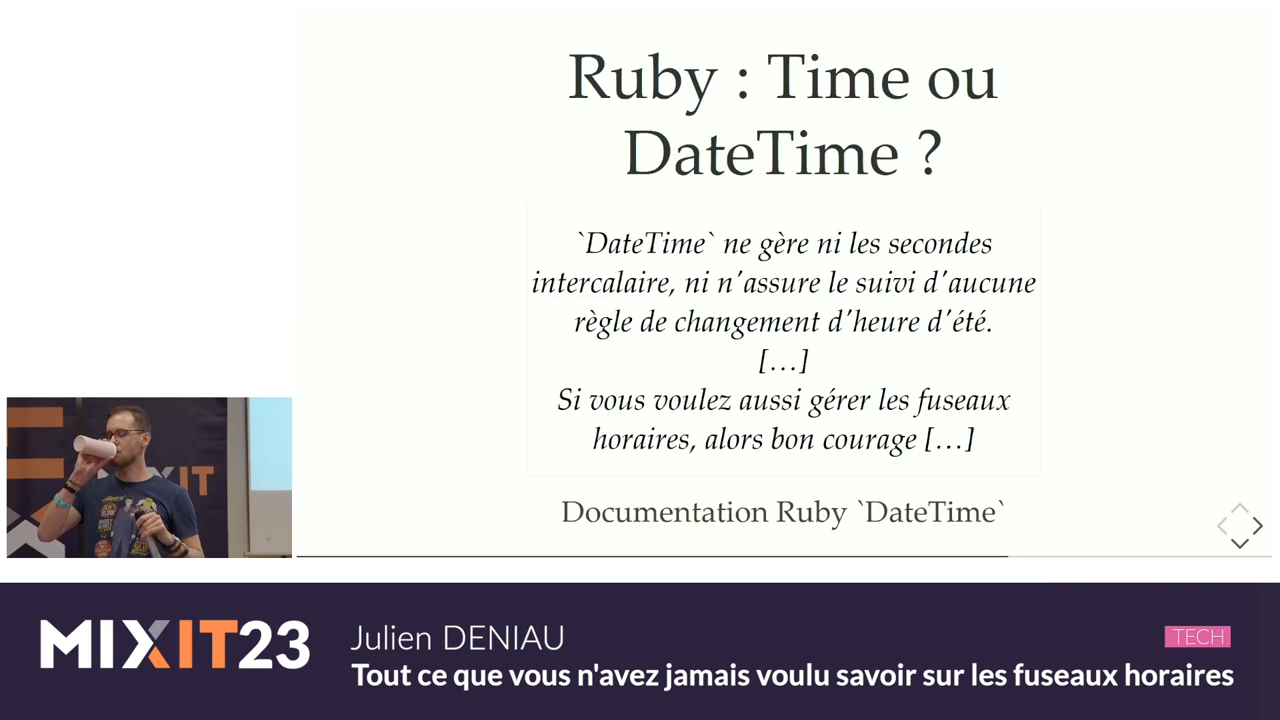 Ruby : Time ou
DateTime ?
`DateTime` ne gère ni les secondes
intercalaire, ni n'assure le suivi d'aucune
règle de changement d'heure d'été.
[…]
Si vous voulez aussi gérer les fuseaux
horaires, alors bon courage […]
Documentation Ruby `DateTime`
MIXIT
MIXIT23
Julien DENIAU
TECH
Tout ce que vous n'avez jamais voulu savoir sur les fuseaux horaires